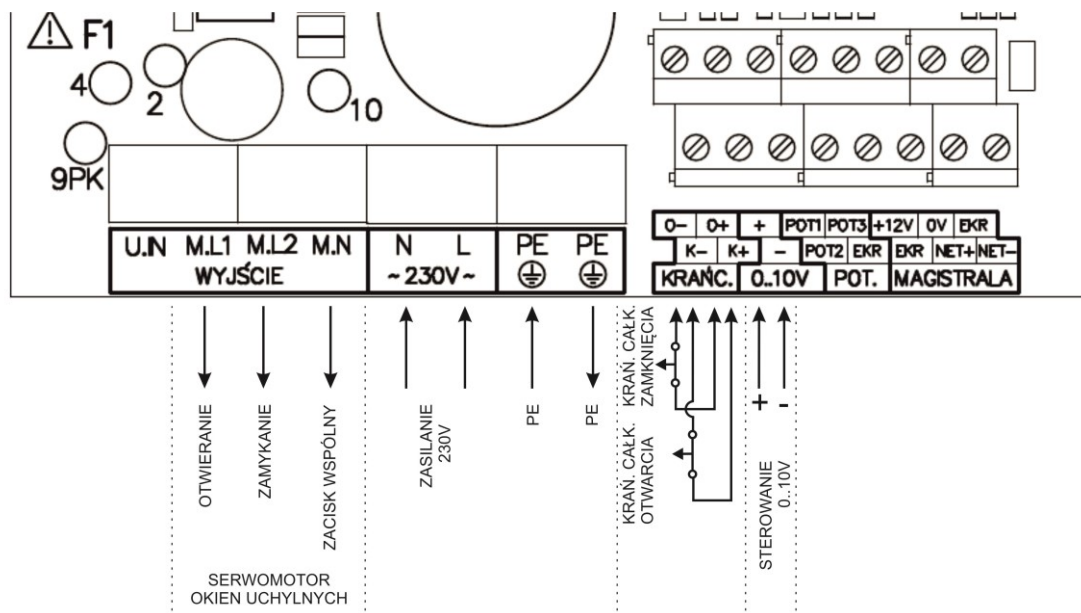 F1
4
2
10
9PK
U.IN M.L1 M.L2 M.N N L PE PE
WYJŚCIE ~230V~
O- O+ + POT1 POT3 +12V 0V EKR
K- K+ - POT2 EKR EKR NET+ NET-
KRAŃC. 0..10V POT. MAGISTRALA
OTWIERANIE
ZAMYKANIE
ZACISK WSPÓLNY
SERWOMOTOR
OKIEN UCHYLNYCH
ZASILANIE
230V
PE
PE
KRAŃ. CAŁK.
ZAMKNIĘCIA
KRAŃ. CAŁK.
OTWARCIA
+ -
STEROWANIE
0..10V